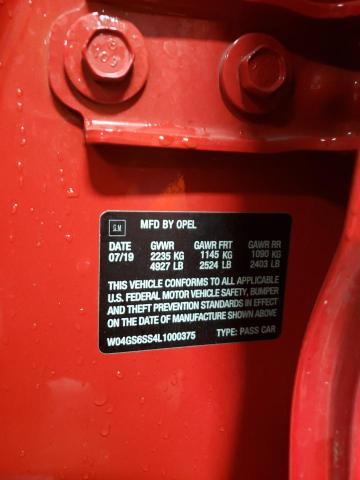 GM MFD BY OPEL
DATE GVWR GAWR FRT GAWR RR
07/19 2235 KG 1145 KG 1090 KG
4927 LB 2524 LB 2403 LB
THIS VEHICLE CONFORMS TO ALL APPLICABLE
U.S. FEDERAL MOTOR VEHICLE SAFETY, BUMPER
AND THEFT PREVENTION STANDARDS IN EFFECT
ON THE DATE OF MANUFACTURE SHOWN ABOVE
W04GS6SS4L1000375 TYPE: PASS CAR